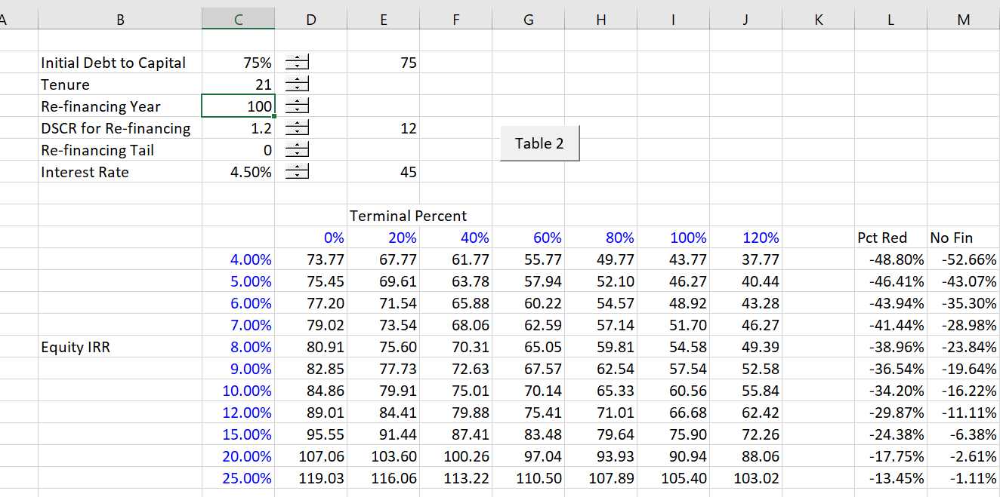 A B C D E F G H I J K L M
Initial Debt to Capital 75% 75
Tenure 21
Re-financing Year 100
DSCR for Re-financing 1.2 12
Table 2
Re-financing Tail 0
Interest Rate 4.50% 45
Terminal Percent
0% 20% 40% 60% 80% 100% 120% Pct Red No Fin
4.00% 73.77 67.77 61.77 55.77 49.77 43.77 37.77 -48.80% -52.66%
5.00% 75.45 69.61 63.78 57.94 52.10 46.27 40.44 -46.41% -43.07%
6.00% 77.20 71.54 65.88 60.22 54.57 48.92 43.28 -43.94% -35.30%
7.00% 79.02 73.54 68.06 62.59 57.14 51.70 46.27 -41.44% -28.98%
Equity IRR 8.00% 80.91 75.60 70.31 65.05 59.81 54.58 49.39 -38.96% -23.84%
9.00% 82.85 77.73 72.63 67.57 62.54 57.54 52.58 -36.54% -19.64%
10.00% 84.86 79.91 75.01 70.14 65.33 60.56 55.84 -34.20% -16.22%
12.00% 89.01 84.41 79.88 75.41 71.01 66.68 62.42 -29.87% -11.11%
15.00% 95.55 91.44 87.41 83.48 79.64 75.90 72.26 -24.38% -6.38%
20.00% 107.06 103.60 100.26 97.04 93.93 90.94 88.06 -17.75% -2.61%
25.00% 119.03 116.06 113.22 110.50 107.89 105.40 103.02 -13.45% -1.11%